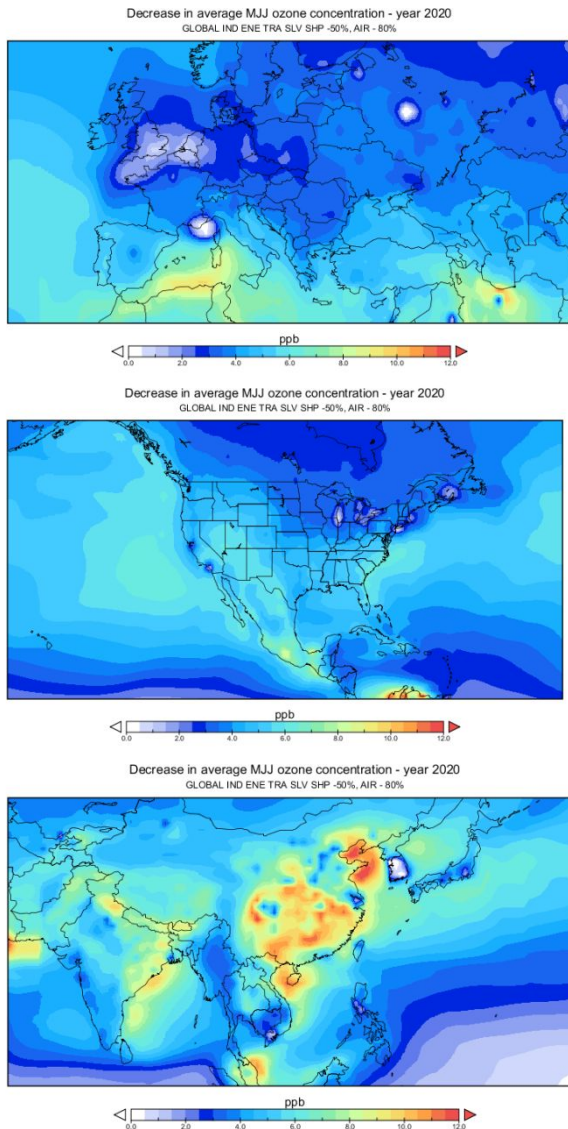 Decrease in average MJJ ozone concentration - year 2020
GLOBAL IND ENE TRA SLV SHP -50%, AIR - 80%
ppb
0.0 2.0 4.0 6.0 8.0 10.0 12.0
Decrease in average MJJ ozone concentration - year 2020
GLOBAL IND ENE TRA SLV SHP -50%, AIR - 80%
ppb
0.0 2.0 4.0 6.0 8.0 10.0 12.0
Decrease in average MJJ ozone concentration - year 2020
GLOBAL IND ENE TRA SLV SHP -50%, AIR - 80%
ppb
0.0 2.0 4.0 6.0 8.0 10.0 12.0